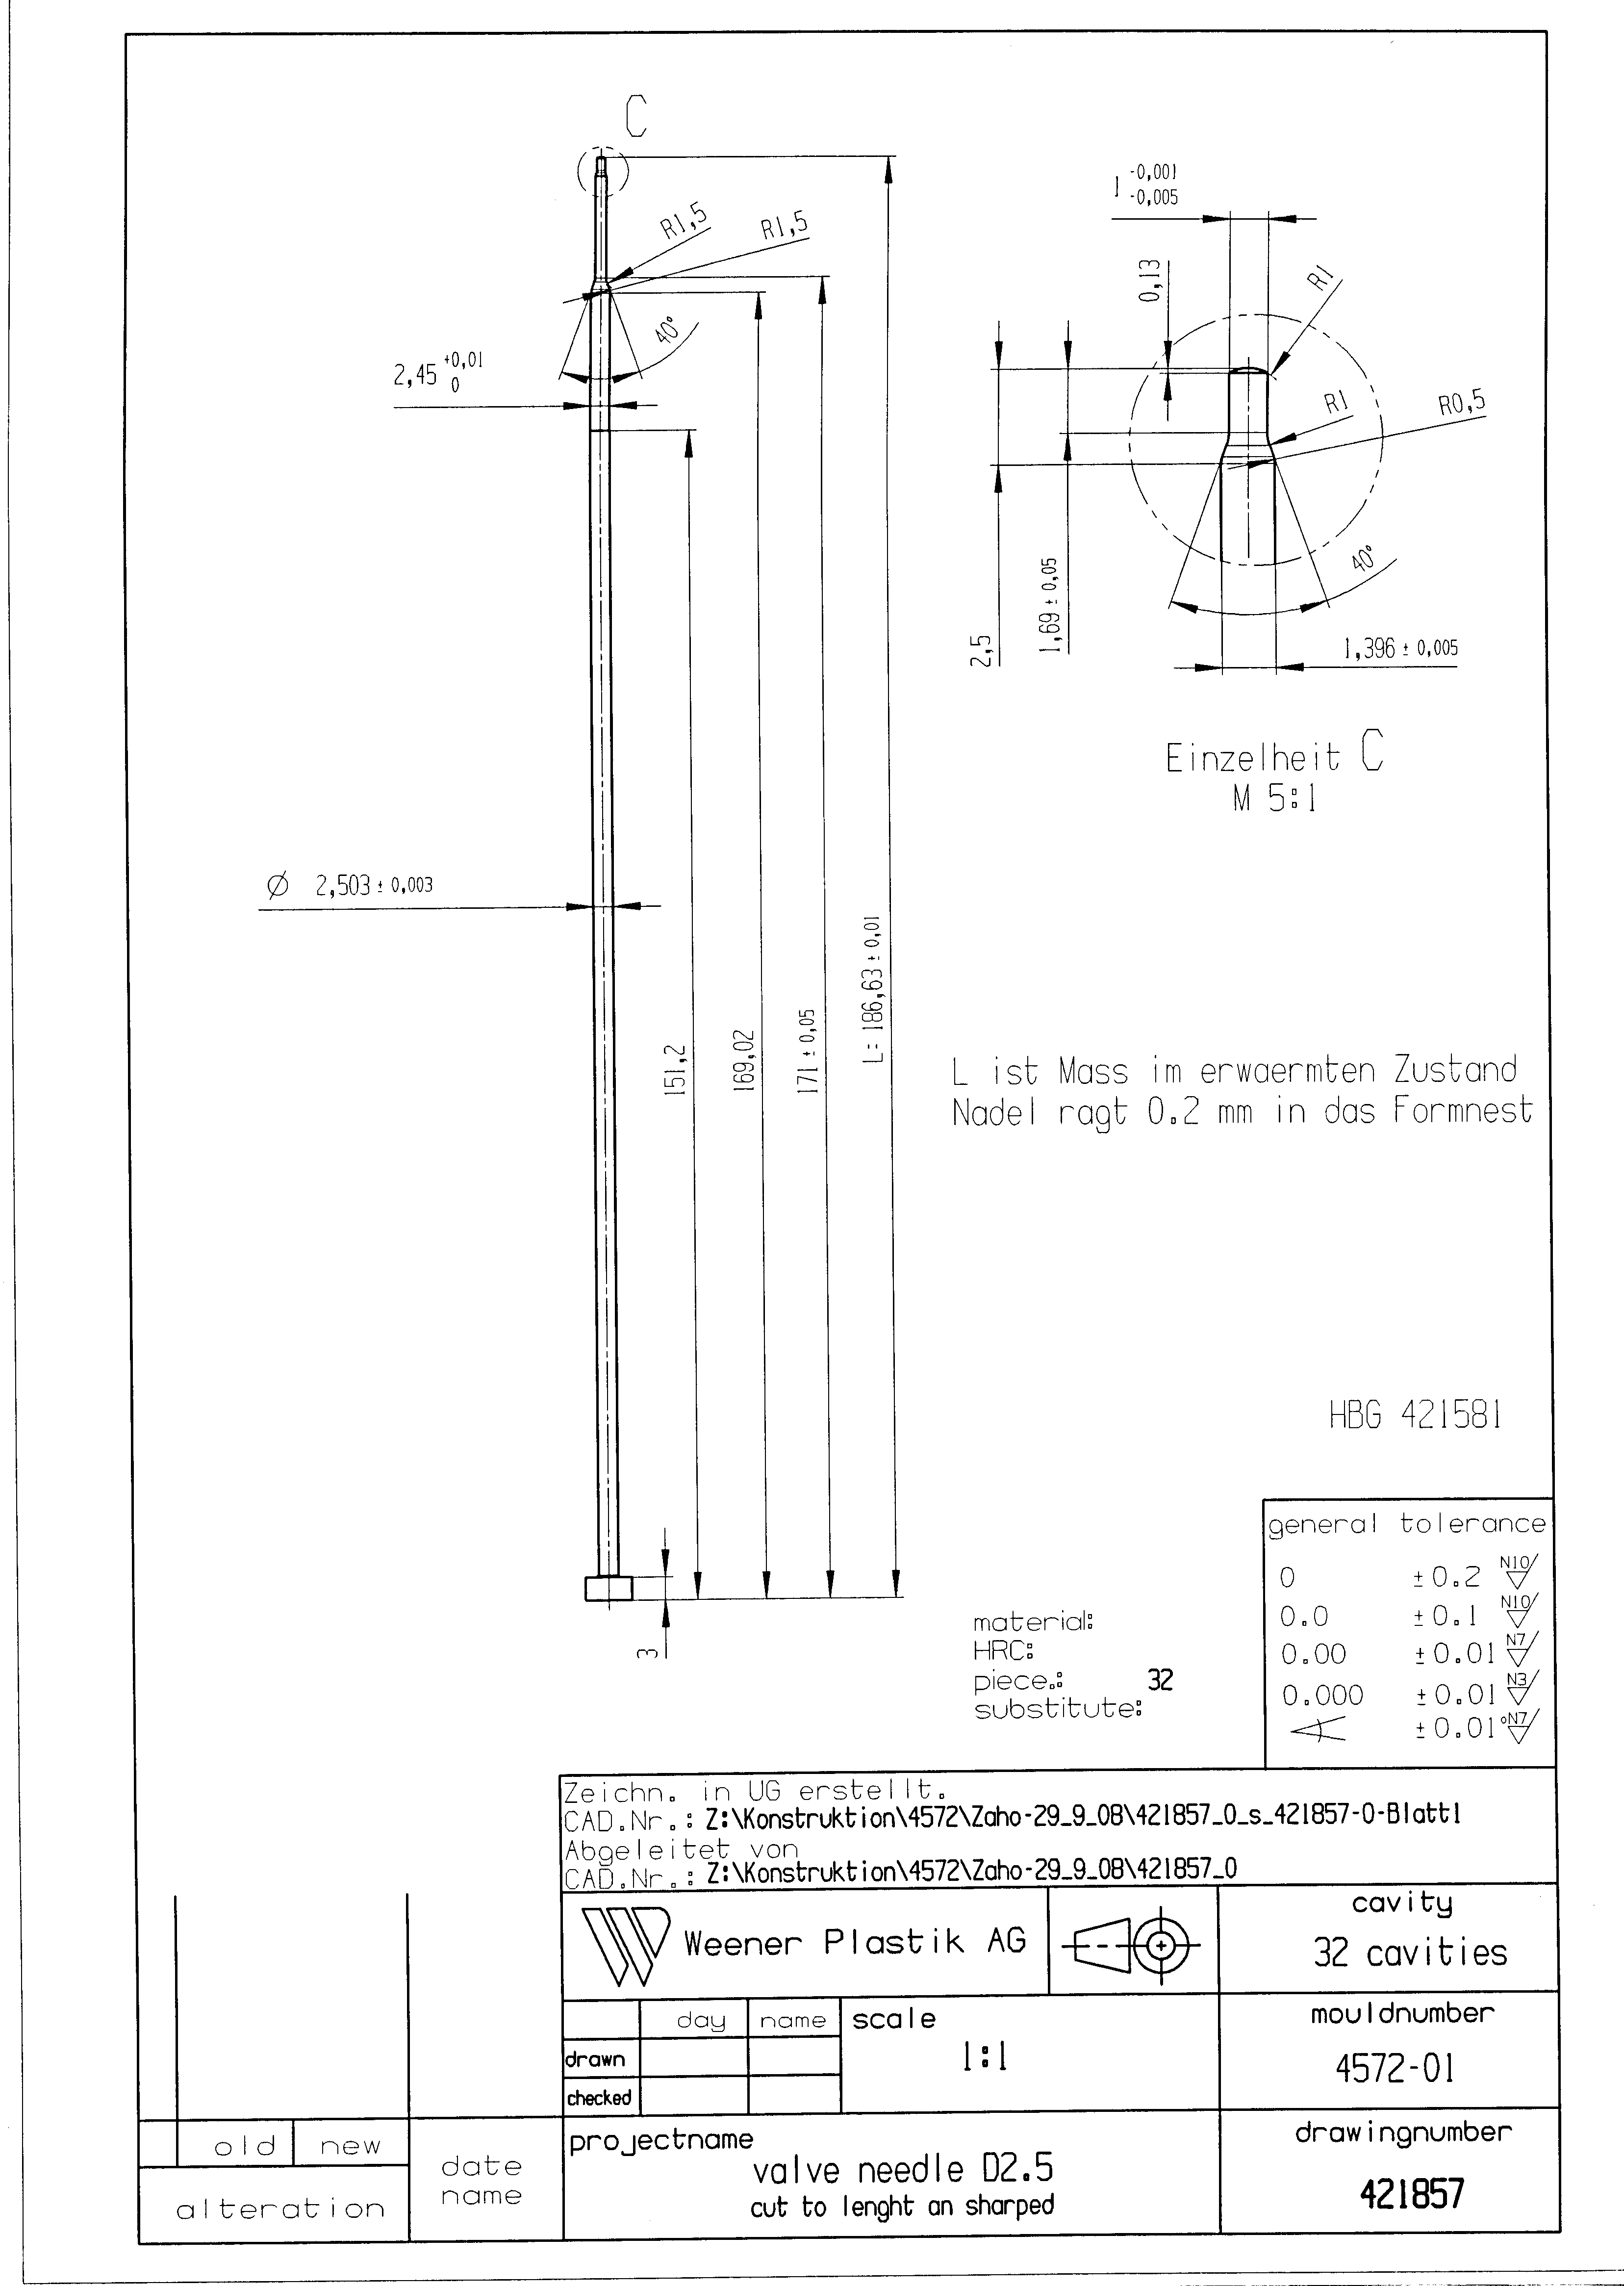 C
R1,5
R1,5
40°
2,45 +0,01 0
Ø 2,503 ± 0,003
151,2
169,02
171 ± 0,05
L= 186,63 ± 0,01
3
1 -0,001 -0,005
0,13
R1
R1
R0,5
40°
2,5
1,69 ± 0,05
1,396 ± 0,005
Einzelheit C
M 5:1
L ist Mass im erwaermten Zustand
Nadel ragt 0.2 mm in das Formnest
HBG 421581
general tolerance
0 ±0.2 N10
0.0 ±0.1 N10
0.00 ±0.01 N7
0.000 ±0.01 N3
±0.01° N7
material:
HRC:
piece.: 32
substitute:
Zeichn. in UG erstellt.
CAD.Nr.: Z:\Konstruktion\4572\Zaho-29_9_08\421857_0_s_421857-0-Blatt1
Abgeleitet von
CAD.Nr.: Z:\Konstruktion\4572\Zaho-29_9_08\421857_0
Weener Plastik AG
cavity
32 cavities
day name
drawn
checked
scale
1:1
mouldnumber
4572-01
old new
alteration
date
name
projectname
valve needle D2.5
cut to lenght an sharped
drawingnumber
421857